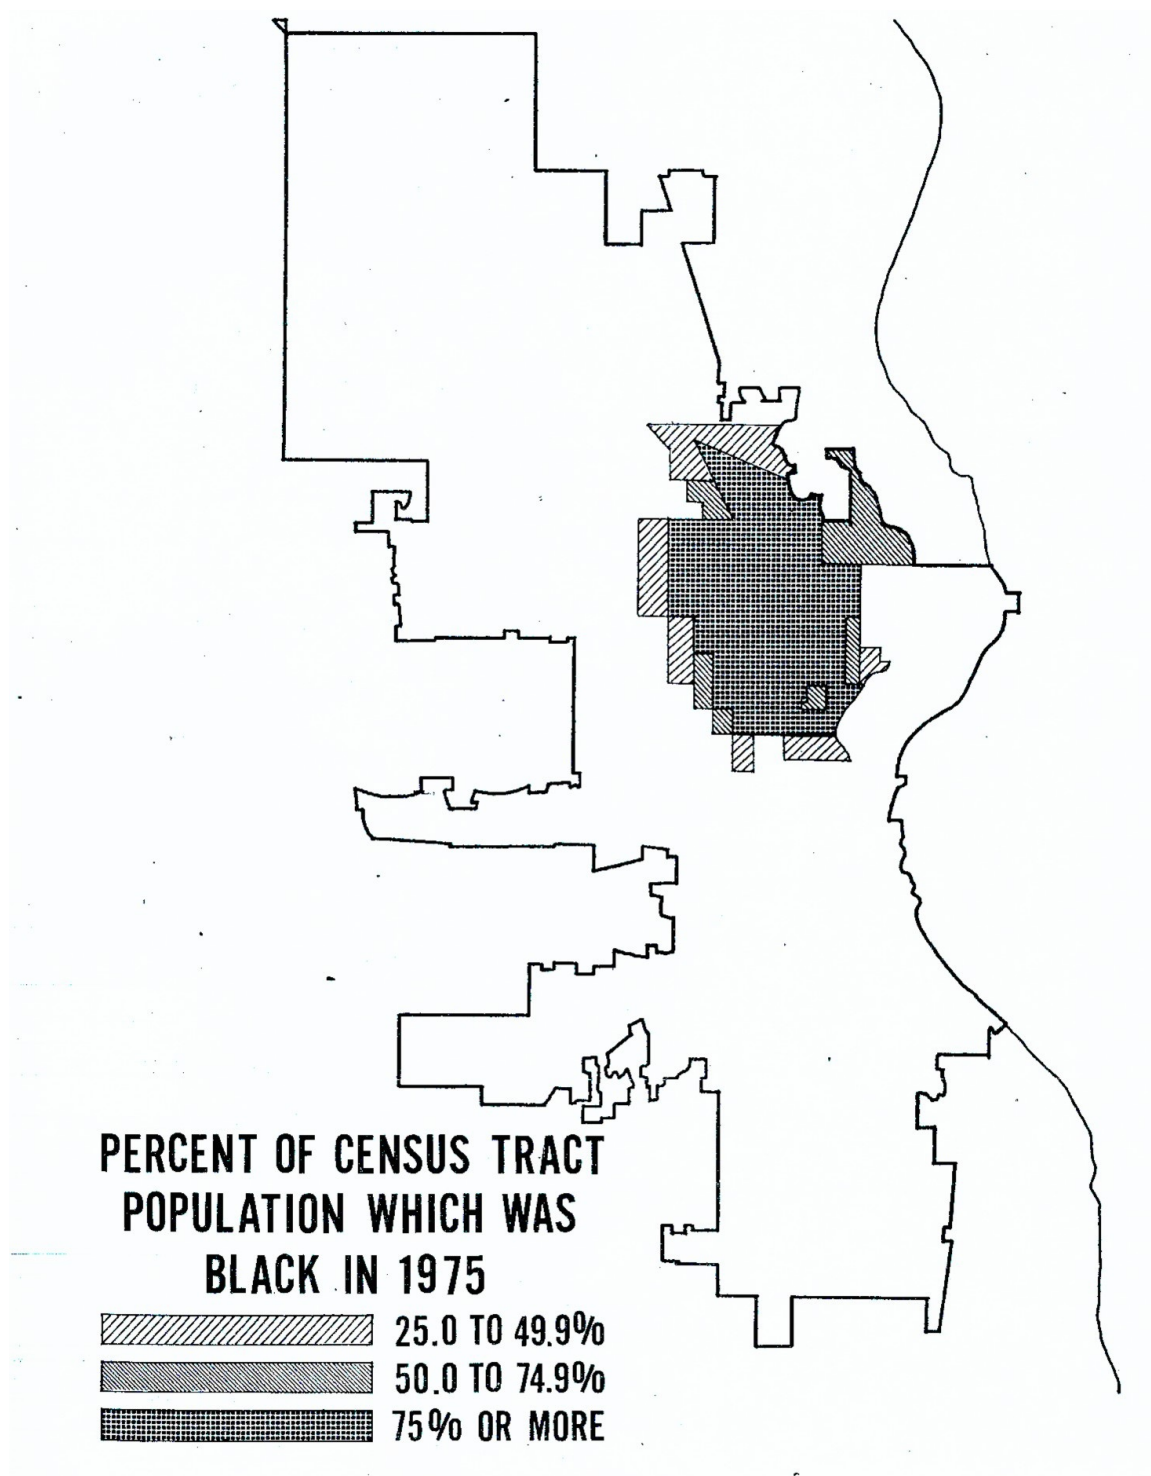 PERCENT OF CENSUS TRACT
POPULATION WHICH WAS
BLACK IN 1975
25.0 TO 49.9%
50.0 TO 74.9%
75% OR MORE